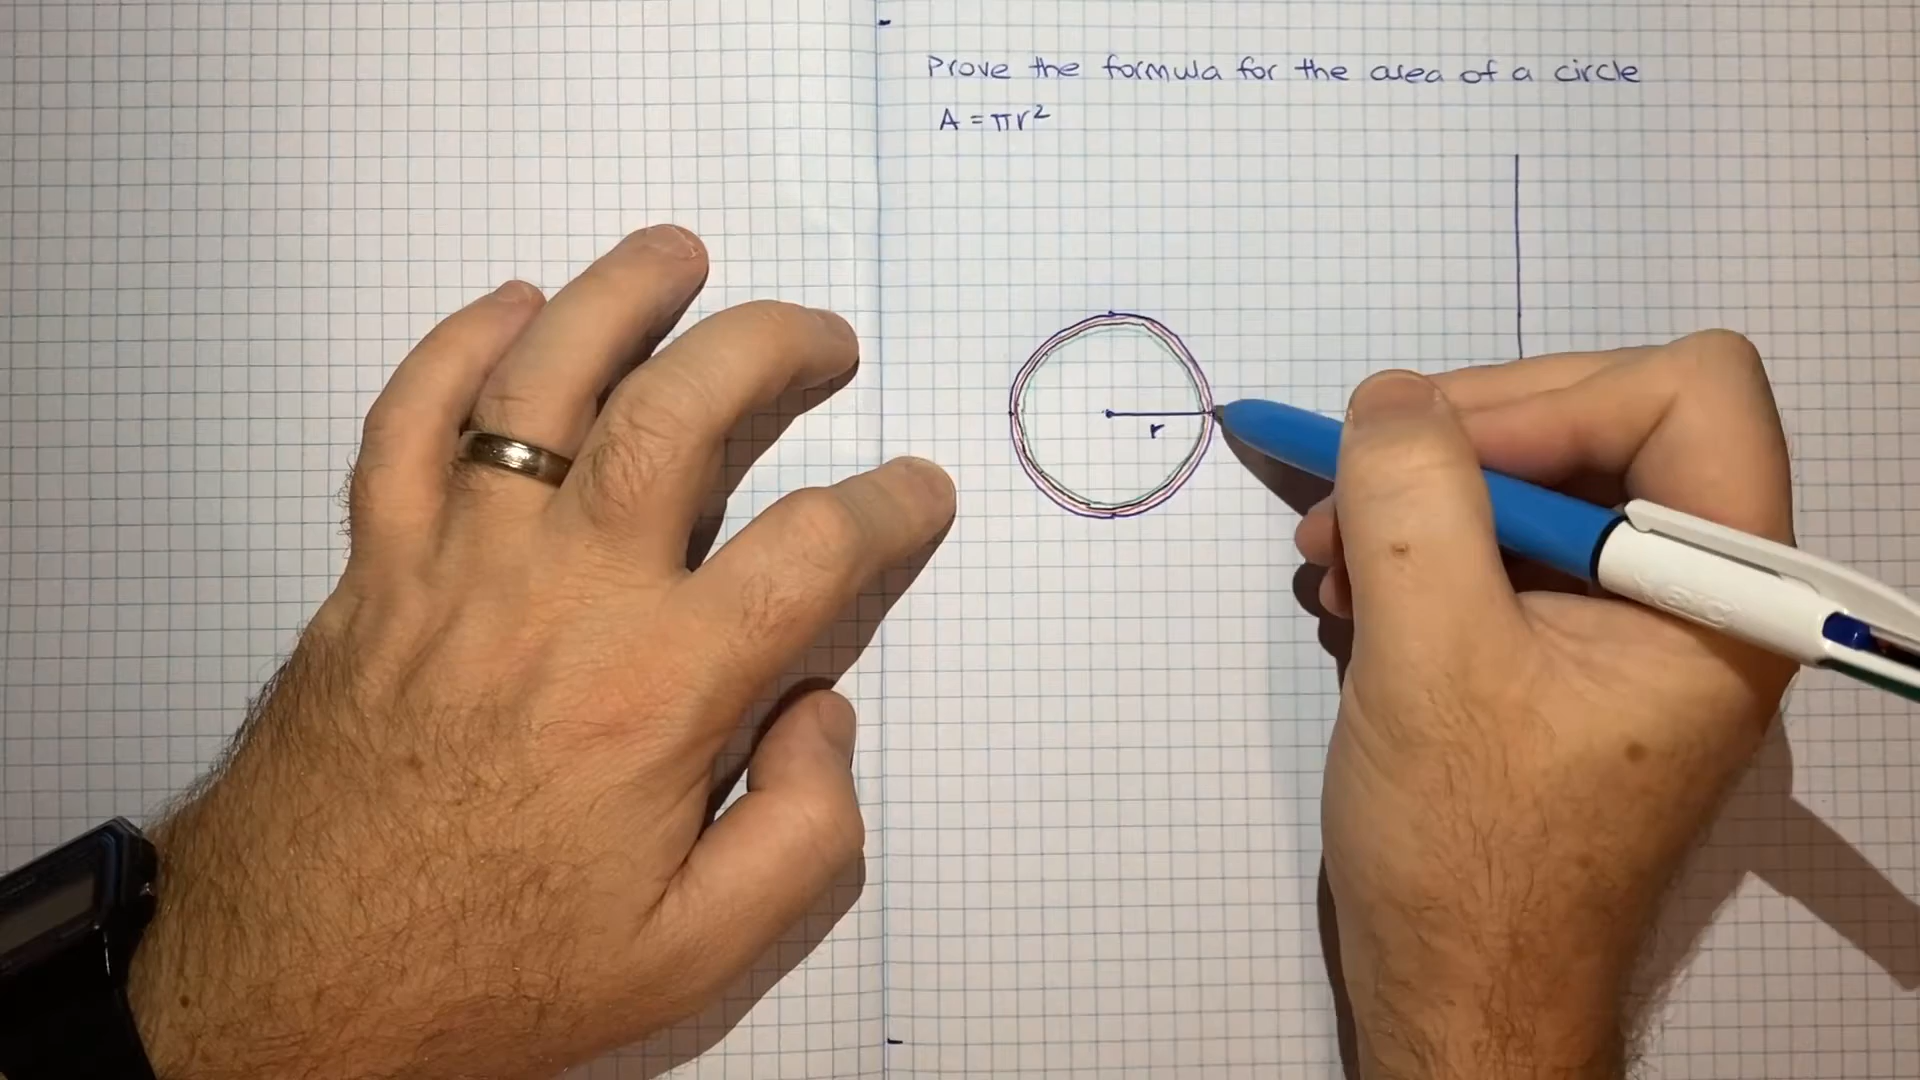 Prove the formula for the area of a circle
A = πr²
r